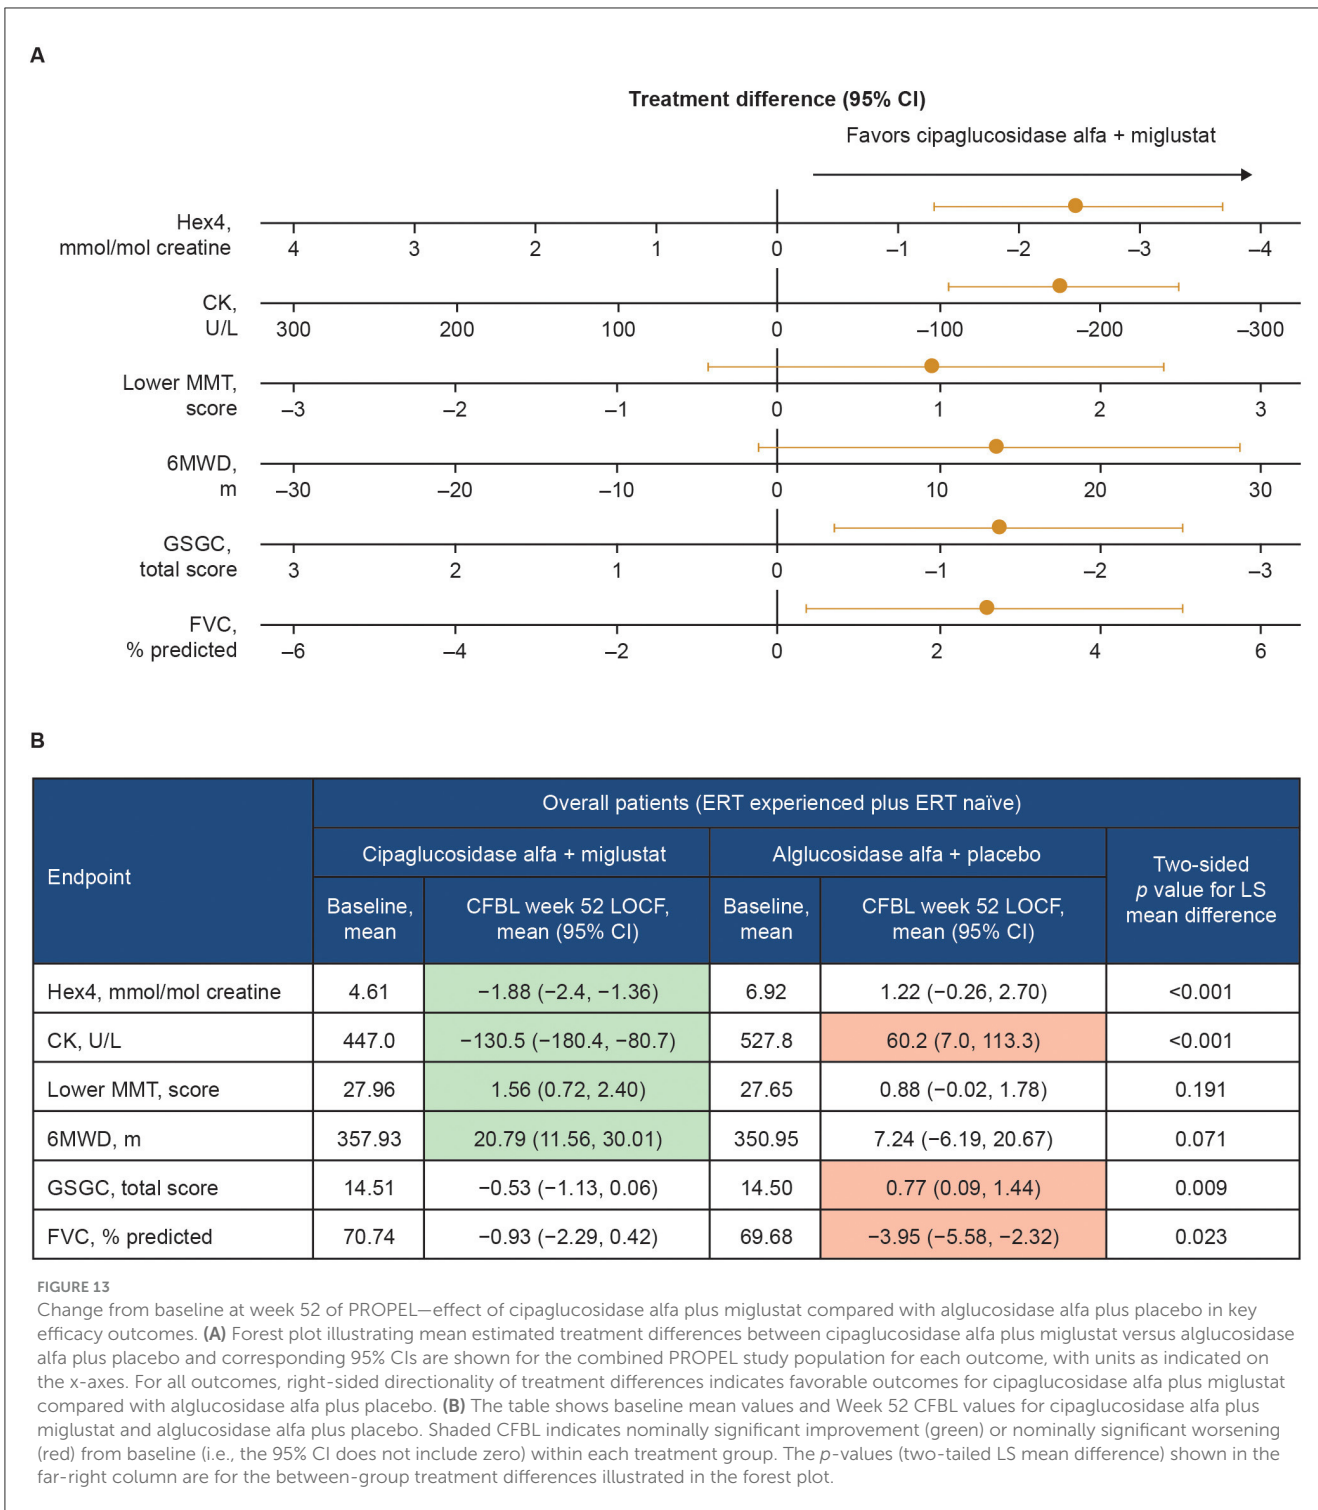 A
Treatment difference (95% CI)
Favors cipaglucosidase alfa + miglustat
Hex4,
mmol/mol creatine
4 3 2 1 0 –1 –2 –3 –4
CK,
U/L
300 200 100 0 –100 –200 –300
Lower MMT,
score
–3 –2 –1 0 1 2 3
6MWD,
m
–30 –20 –10 0 10 20 30
GSGC,
total score
3 2 1 0 –1 –2 –3
FVC,
% predicted
–6 –4 –2 0 2 4 6
B
Endpoint
Overall patients (ERT experienced plus ERT naïve)
Cipaglucosidase alfa + miglustat
Alglucosidase alfa + placebo
Two-sided
p value for LS
mean difference
Baseline,
mean
CFBL week 52 LOCF,
mean (95% CI)
Baseline,
mean
CFBL week 52 LOCF,
mean (95% CI)
Hex4, mmol/mol creatine 4.61 −1.88 (−2.4, −1.36) 6.92 1.22 (−0.26, 2.70) <0.001
CK, U/L 447.0 −130.5 (−180.4, −80.7) 527.8 60.2 (7.0, 113.3) <0.001
Lower MMT, score 27.96 1.56 (0.72, 2.40) 27.65 0.88 (−0.02, 1.78) 0.191
6MWD, m 357.93 20.79 (11.56, 30.01) 350.95 7.24 (−6.19, 20.67) 0.071
GSGC, total score 14.51 −0.53 (−1.13, 0.06) 14.50 0.77 (0.09, 1.44) 0.009
FVC, % predicted 70.74 −0.93 (−2.29, 0.42) 69.68 −3.95 (−5.58, −2.32) 0.023
FIGURE 13
Change from baseline at week 52 of PROPEL—effect of cipaglucosidase alfa plus miglustat compared with alglucosidase alfa plus placebo in key
efficacy outcomes. (A) Forest plot illustrating mean estimated treatment differences between cipaglucosidase alfa plus miglustat versus alglucosidase
alfa plus placebo and corresponding 95% CIs are shown for the combined PROPEL study population for each outcome, with units as indicated on
the x-axes. For all outcomes, right-sided directionality of treatment differences indicates favorable outcomes for cipaglucosidase alfa plus miglustat
compared with alglucosidase alfa plus placebo. (B) The table shows baseline mean values and Week 52 CFBL values for cipaglucosidase alfa plus
miglustat and alglucosidase alfa plus placebo. Shaded CFBL indicates nominally significant improvement (green) or nominally significant worsening
(red) from baseline (i.e., the 95% CI does not include zero) within each treatment group. The p-values (two-tailed LS mean difference) shown in the
far-right column are for the between-group treatment differences illustrated in the forest plot.